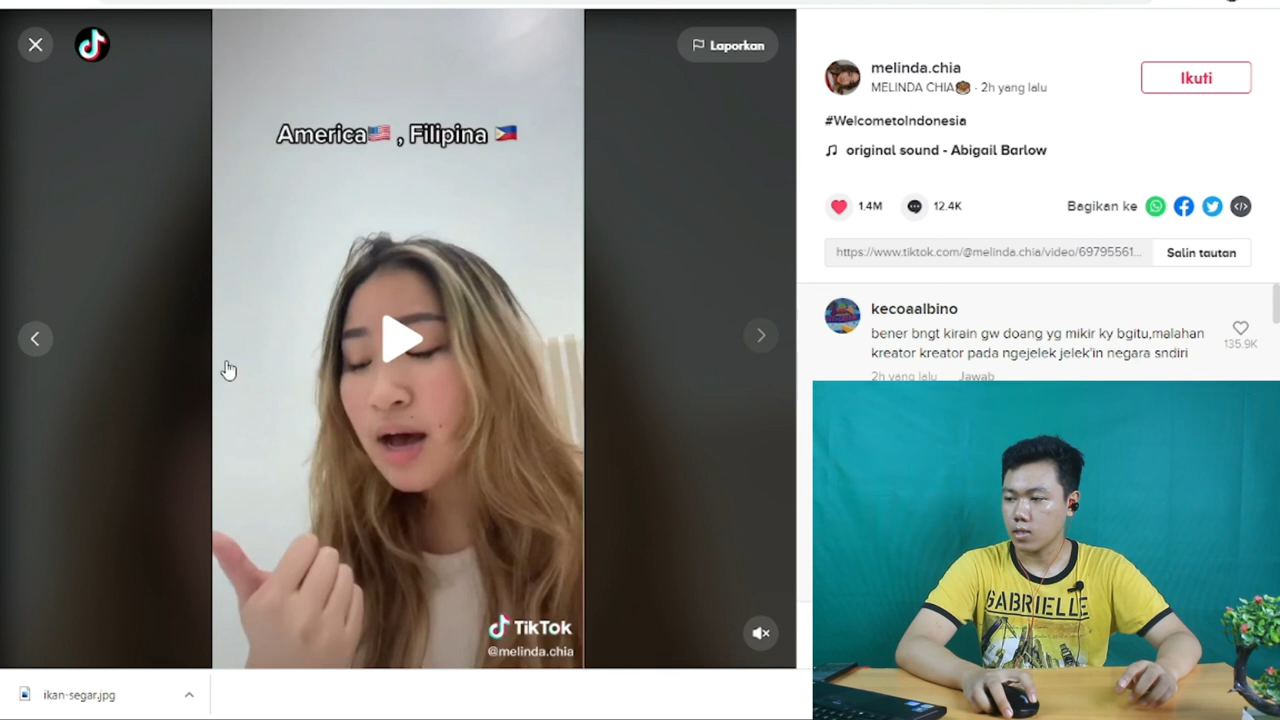 Laporkan
America🇺🇸 , Filipina 🇵🇭
TikTok
@melinda.chia
melinda.chia
Ikuti
MELINDA CHIA · 2h yang lalu
#WelcometoIndonesia
original sound - Abigail Barlow
1.4M
12.4K
Bagikan ke
https://www.tiktok.com/@melinda.chia/video/69795561...
Salin tautan
kecoaalbino
bener bngt kirain gw doang yg mikir ky bgitu,malahan
kreator kreator pada ngejelek jelek'in negara sndiri
135.9K
2h yang lalu
Jawab
GABRIELLE
ikan-segar.jpg